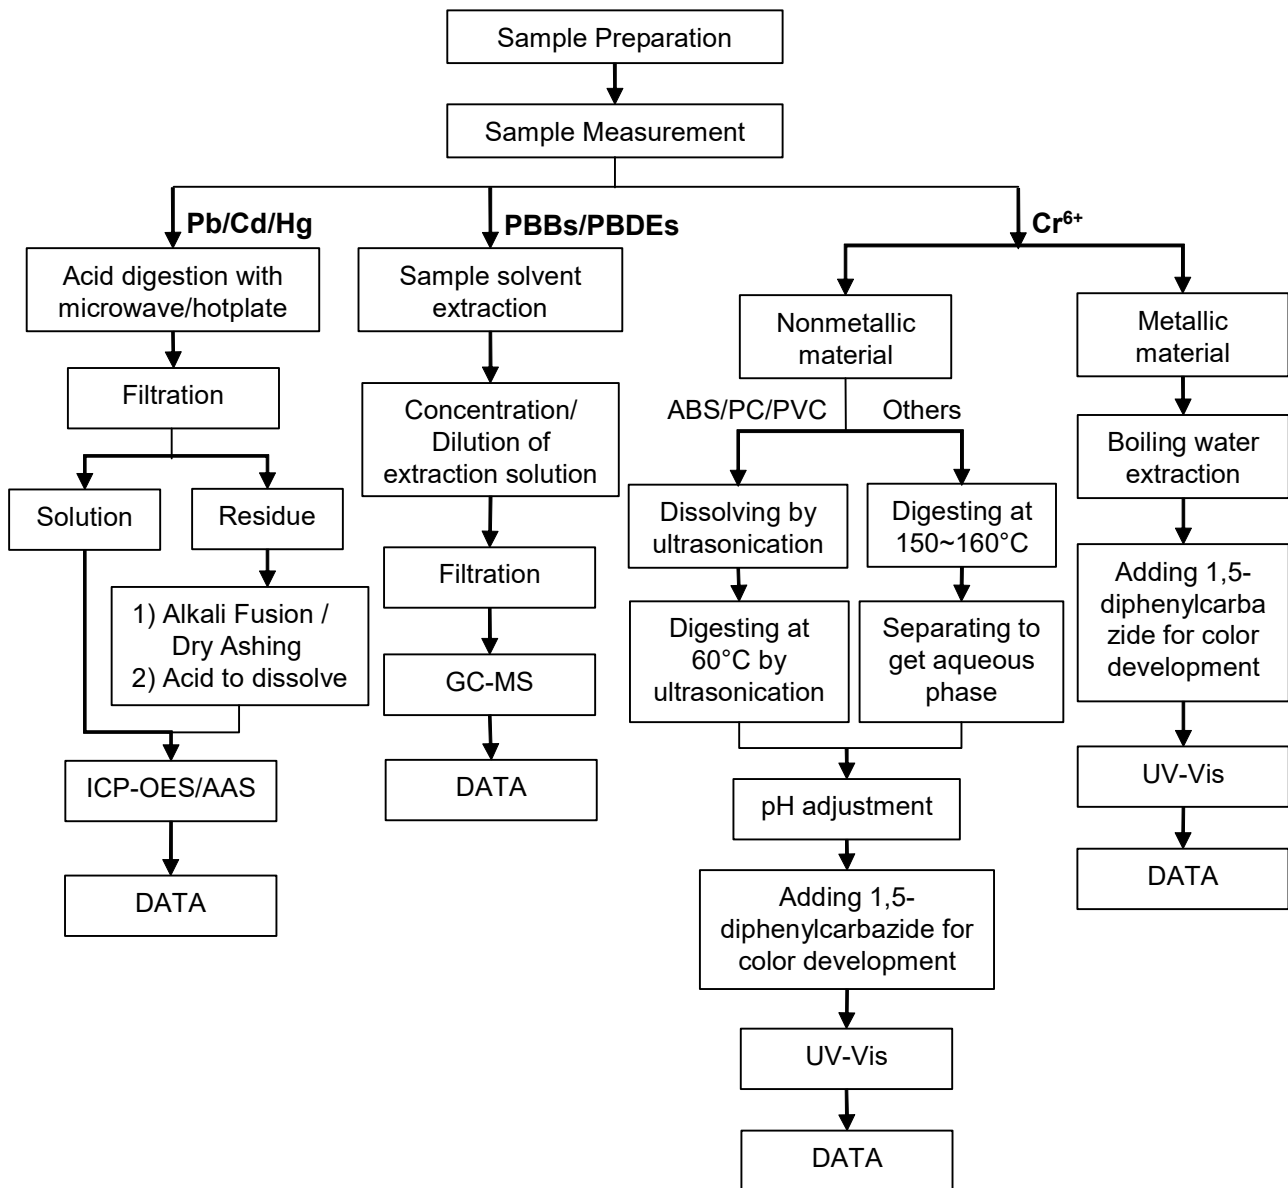 Sample Preparation
Sample Measurement
Pb/Cd/Hg
Acid digestion with
microwave/hotplate
Filtration
Solution
Residue
1) Alkali Fusion /
Dry Ashing
2) Acid to dissolve
ICP-OES/AAS
DATA
PBBs/PBDEs
Sample solvent
extraction
Concentration/
Dilution of
extraction solution
Filtration
GC-MS
DATA
Cr⁶⁺
Nonmetallic
material
ABS/PC/PVC
Others
Dissolving by
ultrasonication
Digesting at
60°C by
ultrasonication
Digesting at
150~160°C
Separating to
get aqueous
phase
pH adjustment
Adding 1,5-
diphenylcarbazide for
color development
UV-Vis
DATA
Metallic
material
Boiling water
extraction
Adding 1,5-
diphenylcarba
zide for color
development
UV-Vis
DATA